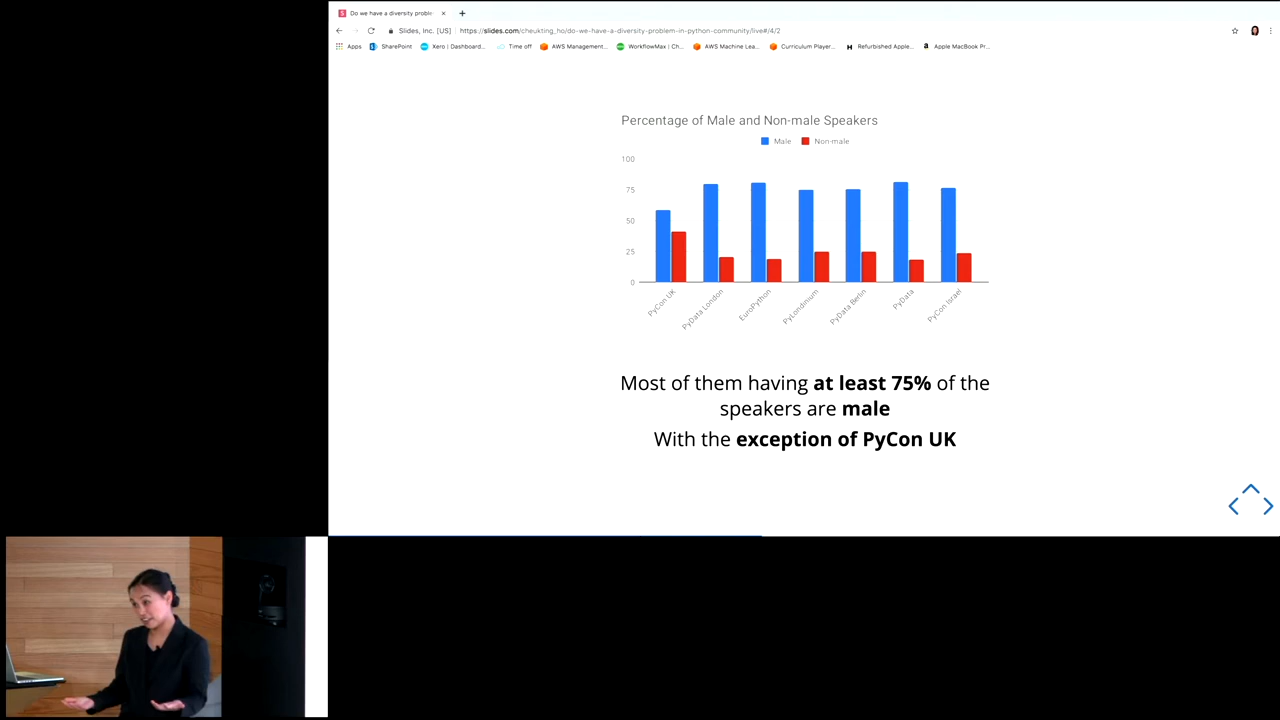 Do we have a diversity probl
Slides, Inc. [US] https://slides.com/cheukting_ho/do-we-have-a-diversity-problem-in-python-community/live#/4/2
Apps SharePoint Xero | Dashboard... Time off AWS Management... WorkflowMax | Ch... AWS Machine Lea... Curriculum Player... Refurbished Apple... Apple MacBook Pr...
Percentage of Male and Non-male Speakers
Male Non-male
100
75
50
25
0
PyCon UK
PyData London
EuroPython
PyLondinium
PyData Berlin
PyData
PyCon Israel
Most of them having at least 75% of the
speakers are male
With the exception of PyCon UK